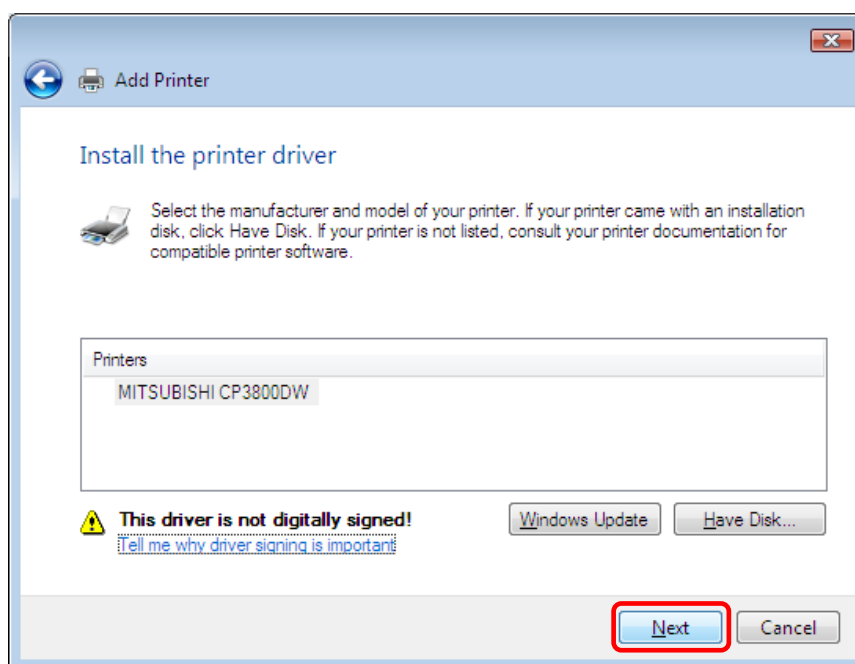 Add Printer
Install the printer driver
Select the manufacturer and model of your printer. If your printer came with an installation
disk, click Have Disk. If your printer is not listed, consult your printer documentation for
compatible printer software.
Printers
MITSUBISHI CP3800DW
This driver is not digitally signed!
Tell me why driver signing is important
Windows Update
Have Disk...
Next
Cancel